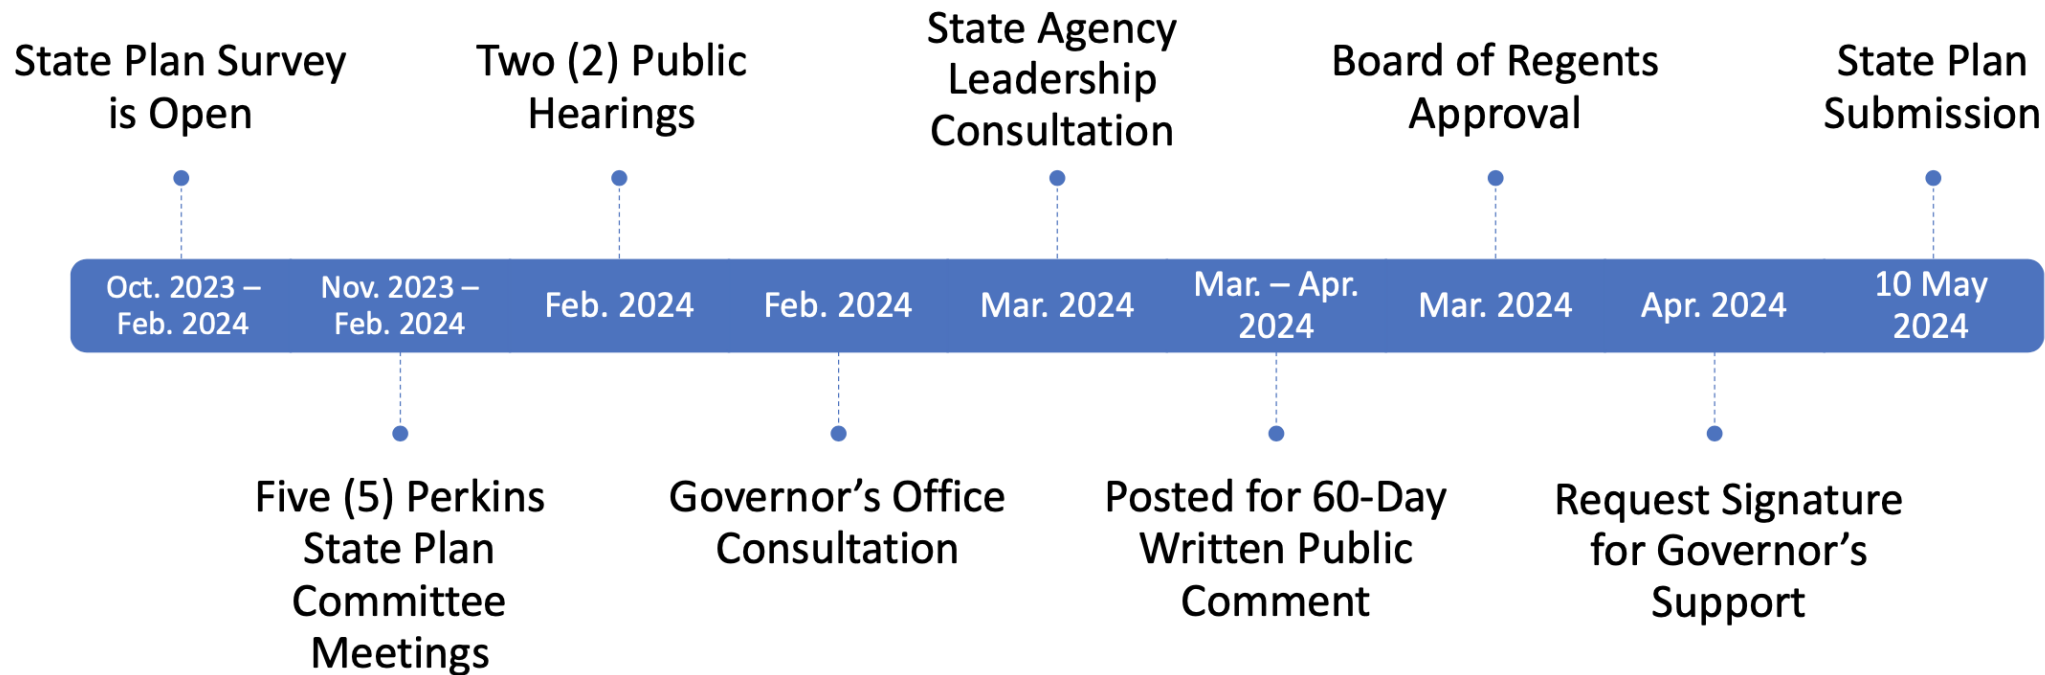 State Plan Survey
is Open
Two (2) Public
Hearings
State Agency
Leadership
Consultation
Board of Regents
Approval
State Plan
Submission
Oct. 2023 –
Feb. 2024
Nov. 2023 –
Feb. 2024
Feb. 2024
Feb. 2024
Mar. 2024
Mar. – Apr.
2024
Mar. 2024
Apr. 2024
10 May
2024
Five (5) Perkins
State Plan
Committee
Meetings
Governor’s Office
Consultation
Posted for 60-Day
Written Public
Comment
Request Signature
for Governor’s
Support